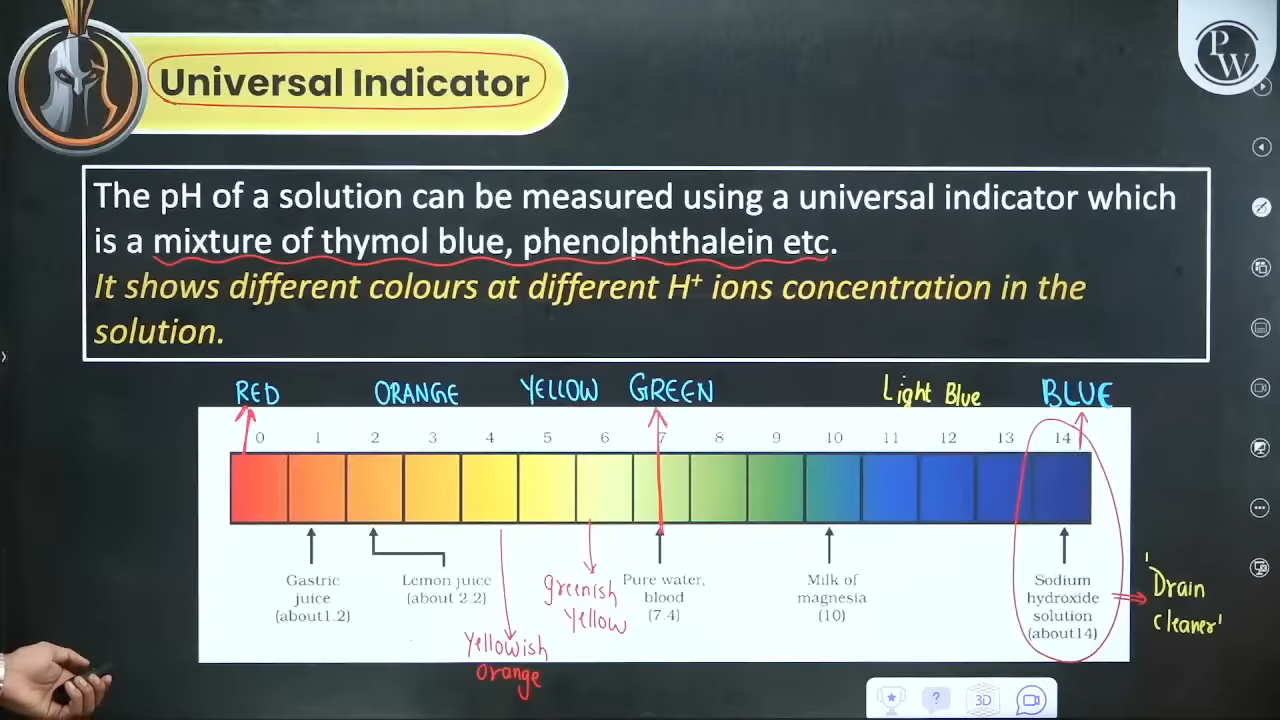 Universal Indicator
P
W
The pH of a solution can be measured using a universal indicator which
is a mixture of thymol blue, phenolphthalein etc.
It shows different colours at different H⁺ ions concentration in the
solution.
RED ORANGE YELLOW GREEN Light Blue BLUE
0 1 2 3 4 5 6 7 8 9 10 11 12 13 14
Gastric
juice
(about1.2)
Lemon juice
(about 2.2)
Yellowish
orange
greenish
Yellow
Pure water,
blood
(7.4)
Milk of
magnesia
(10)
Sodium
hydroxide
solution
(about14)
'Drain
cleaner'
?
3D